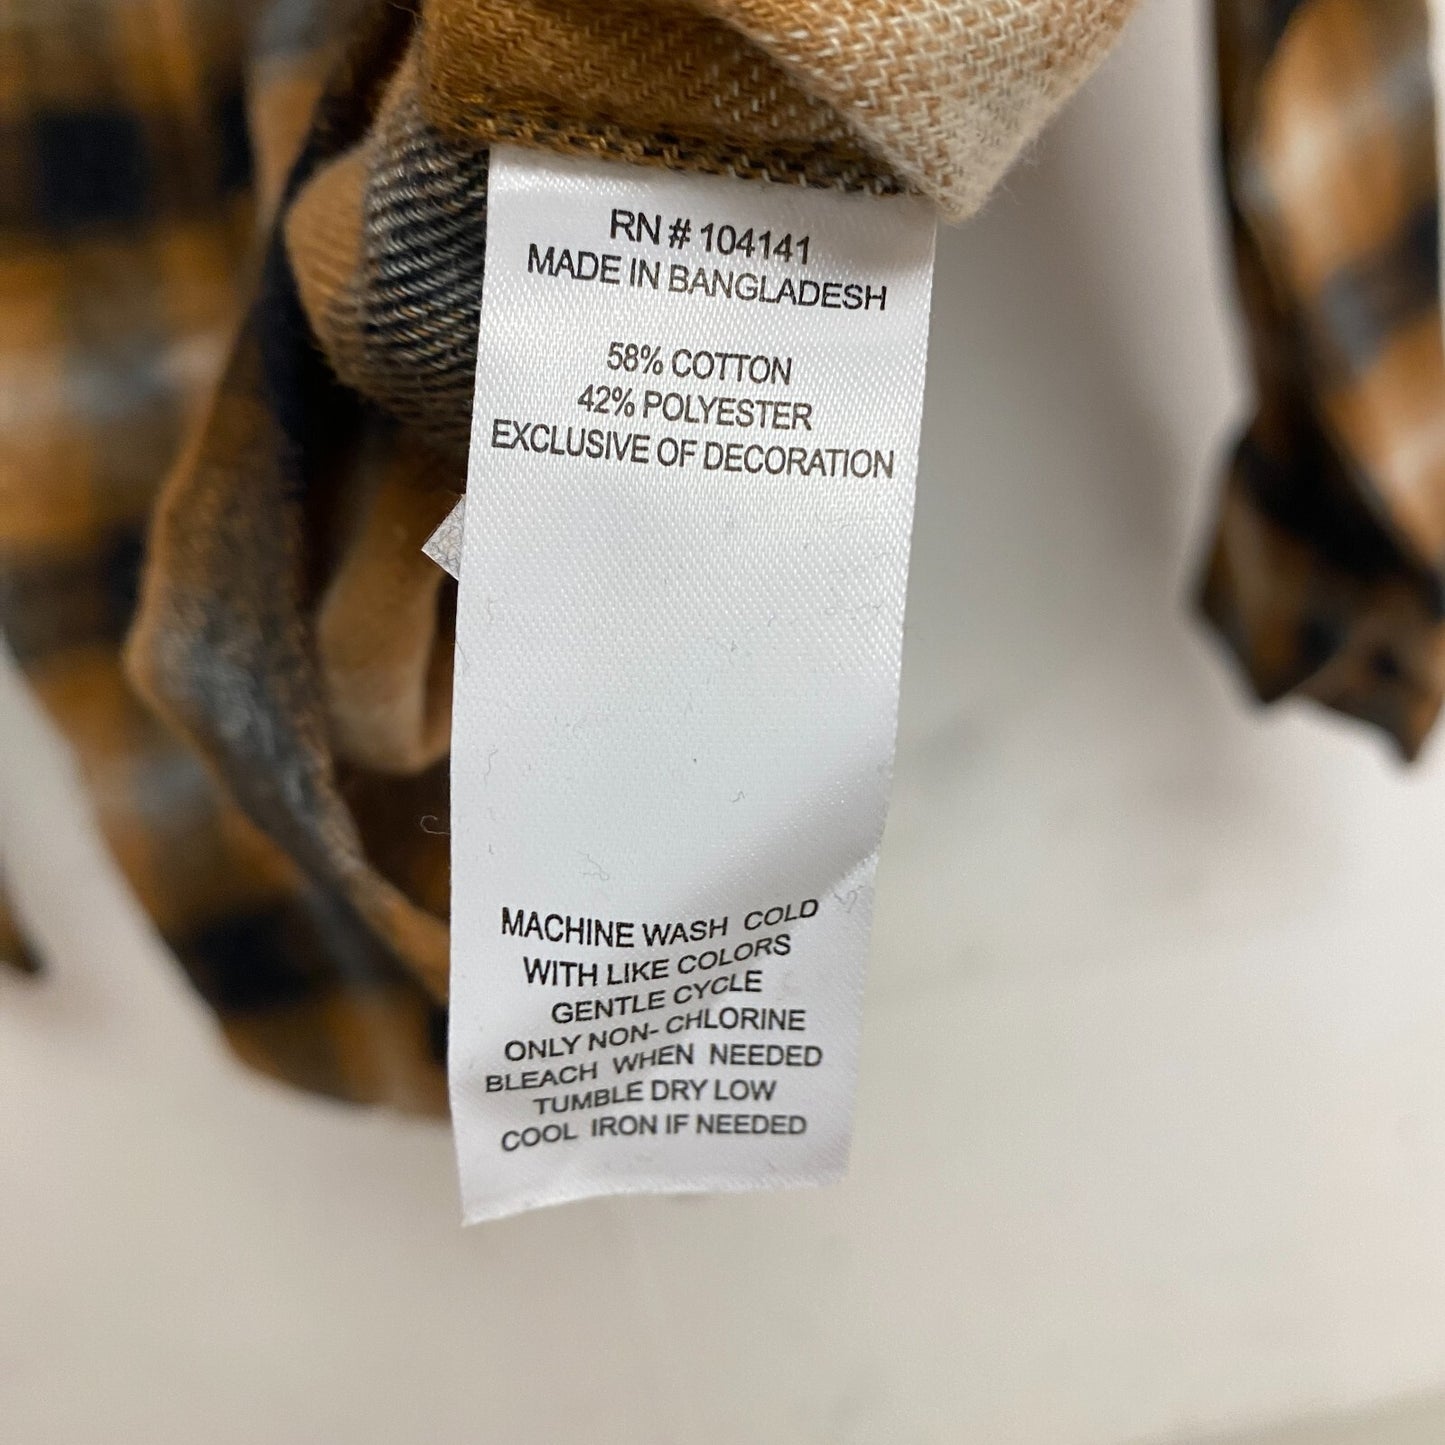 RN # 104141
MADE IN BANGLADESH
58% COTTON
42% POLYESTER
EXCLUSIVE OF DECORATION
MACHINE WASH COLD
WITH LIKE COLORS
GENTLE CYCLE
ONLY NON- CHLORINE
BLEACH WHEN NEEDED
TUMBLE DRY LOW
COOL IRON IF NEEDED